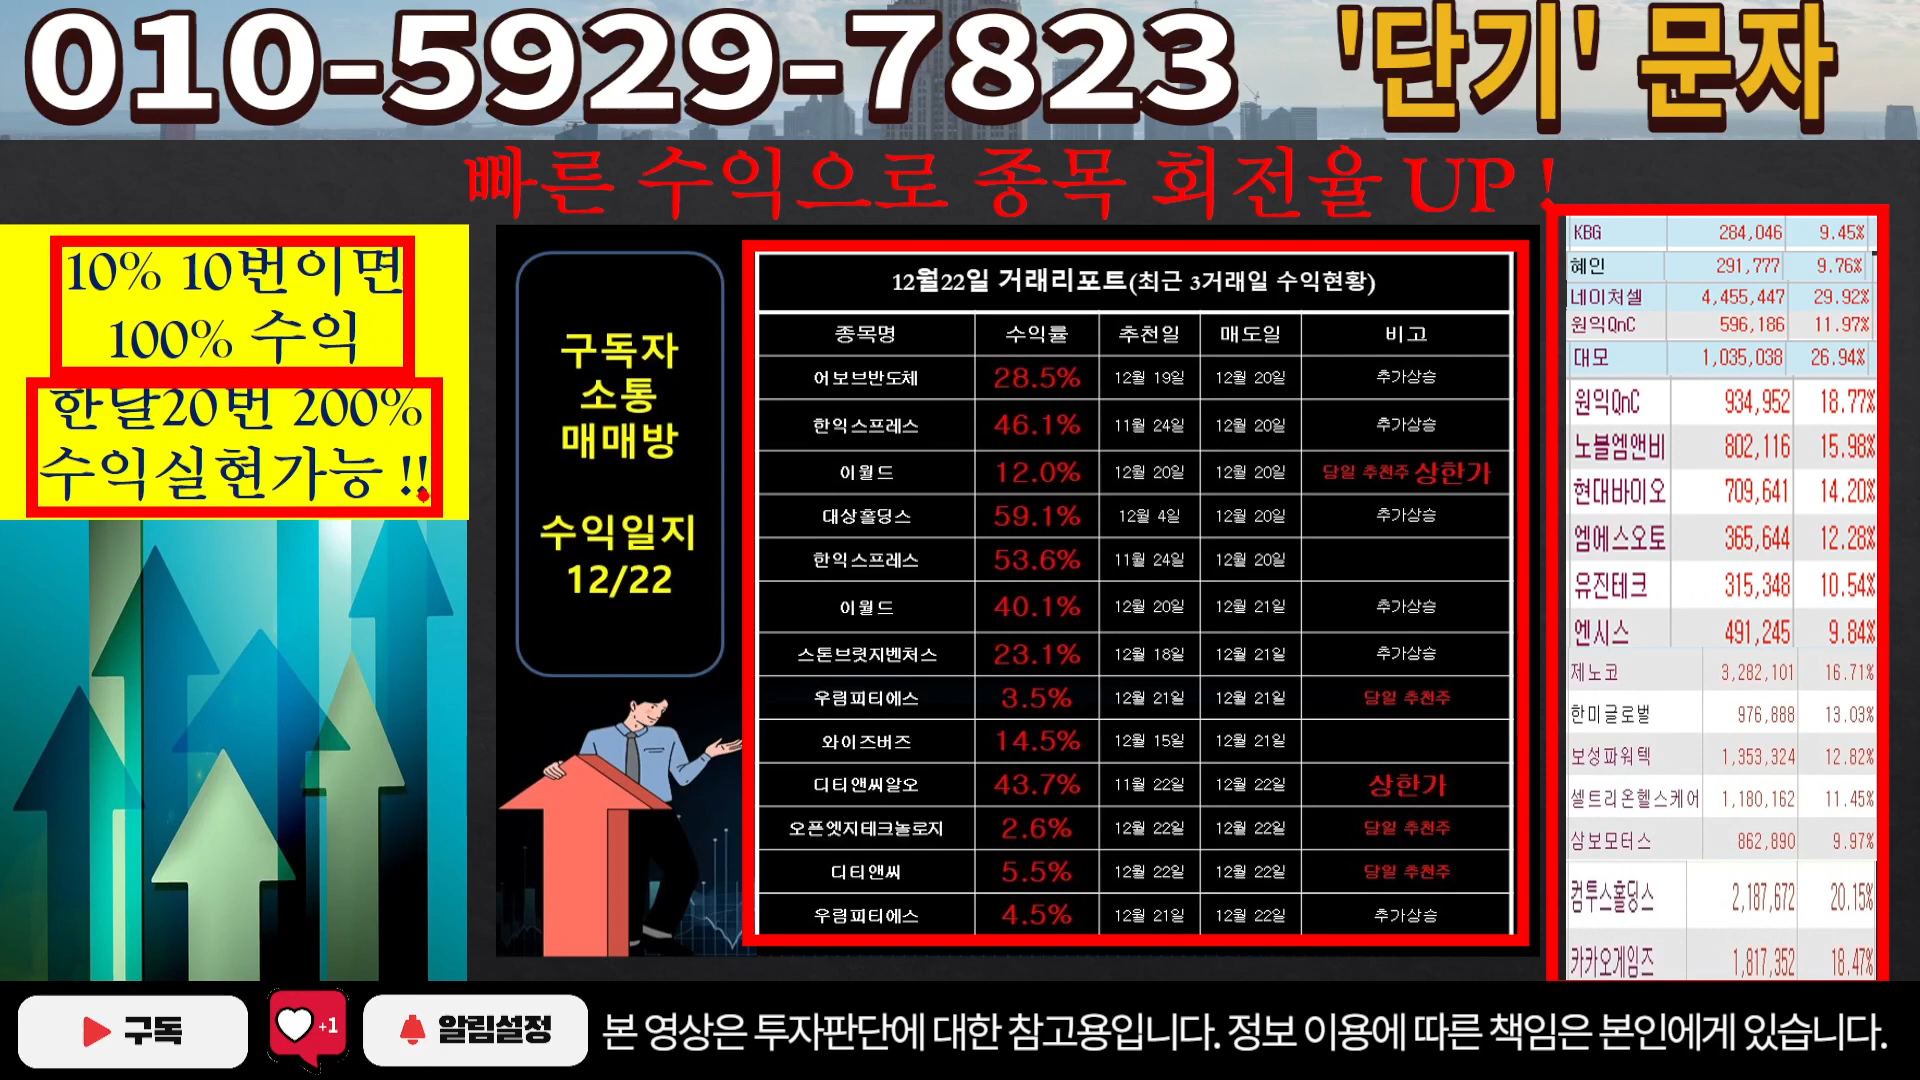 010-5929-7823 '단기' 문자
빠른 수익으로 종목 회전율 UP !
10% 10번이면
100% 수익
한달20번 200%
수익실현가능 !!
구독자
소통
매매방
수익일지
12/22
12월22일 거래리포트(최근 3거래일 수익현황)
종목명 수익률 추천일 매도일 비고
어보브반도체 28.5% 12월 19일 12월 20일 추가상승
한익스프레스 46.1% 11월 24일 12월 20일 추가상승
이월드 12.0% 12월 20일 12월 20일 당일 추천주 상한가
대상홀딩스 59.1% 12월 4일 12월 20일 추가상승
한익스프레스 53.6% 11월 24일 12월 20일
이월드 40.1% 12월 20일 12월 21일 추가상승
스톤브릿지벤처스 23.1% 12월 18일 12월 21일 추가상승
우림피티에스 3.5% 12월 21일 12월 21일 당일 추천주
와이즈버즈 14.5% 12월 15일 12월 21일
디티앤씨알오 43.7% 11월 22일 12월 22일 상한가
오픈엣지테크놀로지 2.6% 12월 22일 12월 22일 당일 추천주
디티앤씨 5.5% 12월 22일 12월 22일 당일 추천주
우림피티에스 4.5% 12월 21일 12월 22일 추가상승
KBG 284,046 9.45%
혜인 291,777 9.76%
네이처셀 4,455,447 29.92%
원익QnC 596,186 11.97%
대모 1,035,038 26.94%
원익QnC 934,952 18.77%
노블엠앤비 802,116 15.98%
현대바이오 709,641 14.20%
엠에스오토 365,644 12.28%
유진테크 315,348 10.54%
엔시스 491,245 9.84%
제노코 3,282,101 16.71%
한미글로벌 976,888 13.03%
보성파워텍 1,353,324 12.82%
셀트리온헬스케어 1,180,162 11.45%
삼보모터스 862,890 9.97%
컴투스홀딩스 2,187,672 20.15%
카카오게임즈 1,817,352 18.47%
구독 +1 알림설정 본 영상은 투자판단에 대한 참고용입니다. 정보 이용에 따른 책임은 본인에게 있습니다.